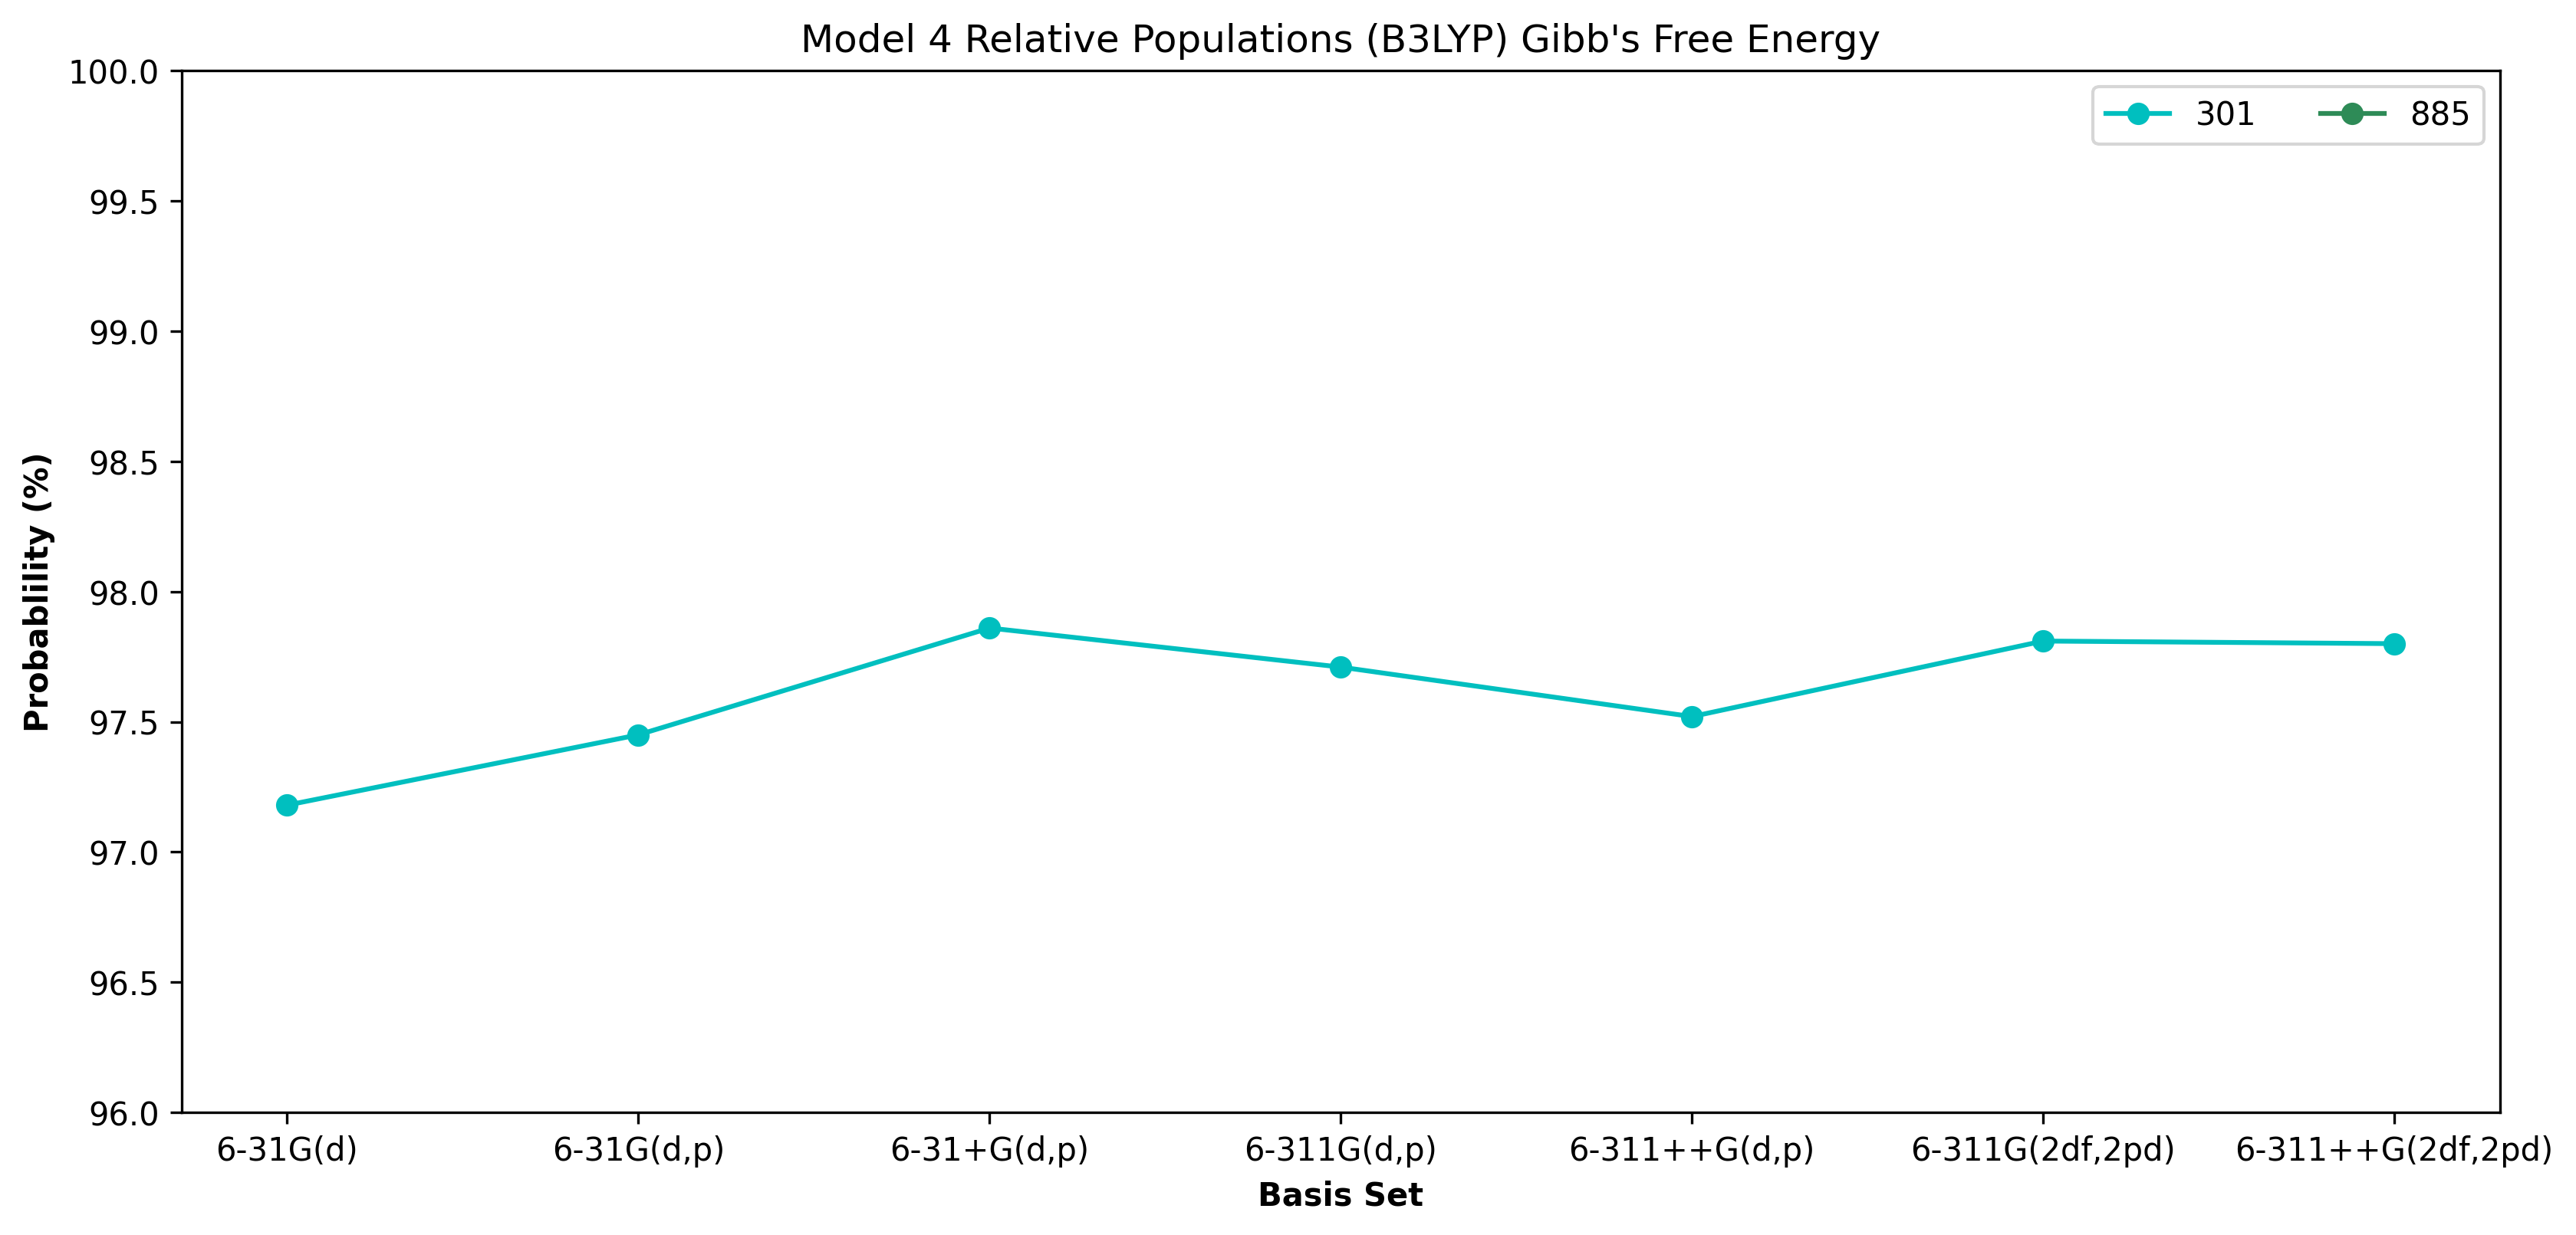 Model 4 Relative Populations (B3LYP) Gibb's Free Energy
301 885
100.0
99.5
99.0
98.5
98.0
97.5
97.0
96.5
96.0
Probablility (%)
6-31G(d) 6-31G(d,p) 6-31+G(d,p) 6-311G(d,p) 6-311++G(d,p) 6-311G(2df,2pd) 6-311++G(2df,2pd)
Basis Set